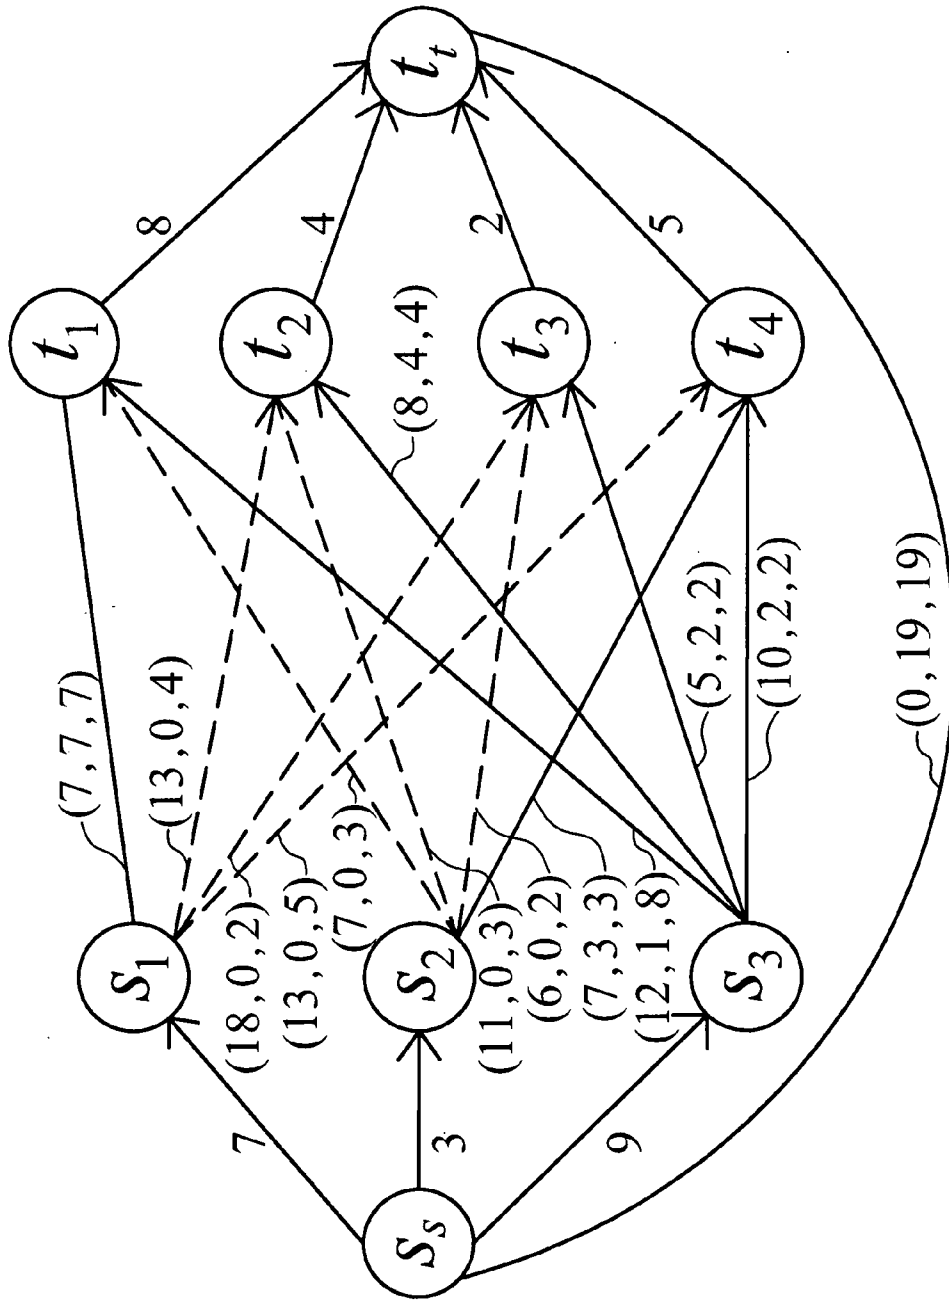 s_s
7
3
9
s_1
s_2
s_3
(7,7,7)
(13,0,4)
(18,0,2)
(13,0,5)
(7,0,3)
(11,0,3)
(6,0,2)
(7,3,3)
(12,1,8)
(8,4,4)
(5,2,2)
(10,2,2)
(0,19,19)
t_1
t_2
t_3
t_4
8
4
2
5
t_t